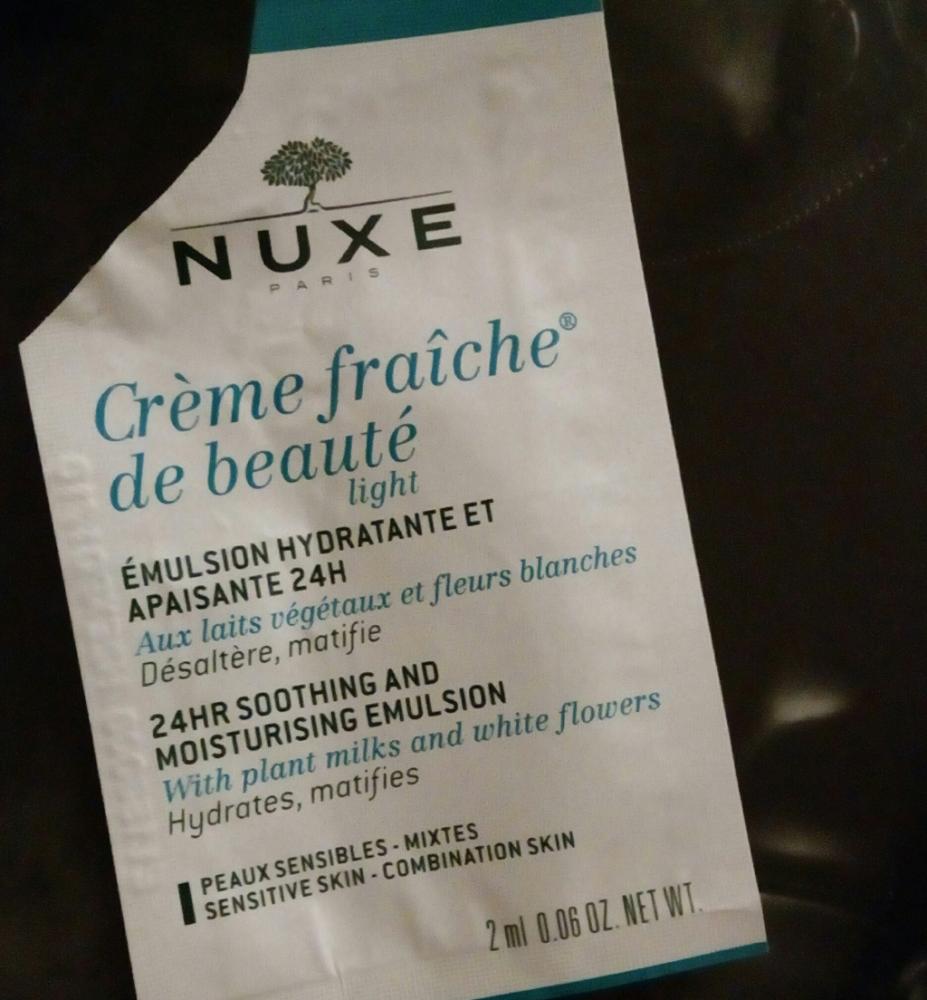 NUXE
PARIS
Crème fraîche®
de beauté
light
ÉMULSION HYDRATANTE ET
APAISANTE 24H
Aux laits végétaux et fleurs blanches
Désaltère, matifie
24HR SOOTHING AND
MOISTURISING EMULSION
With plant milks and white flowers
Hydrates, matifies
PEAUX SENSIBLES - MIXTES
SENSITIVE SKIN - COMBINATION SKIN
2 ml 0.06 OZ. NET WT.